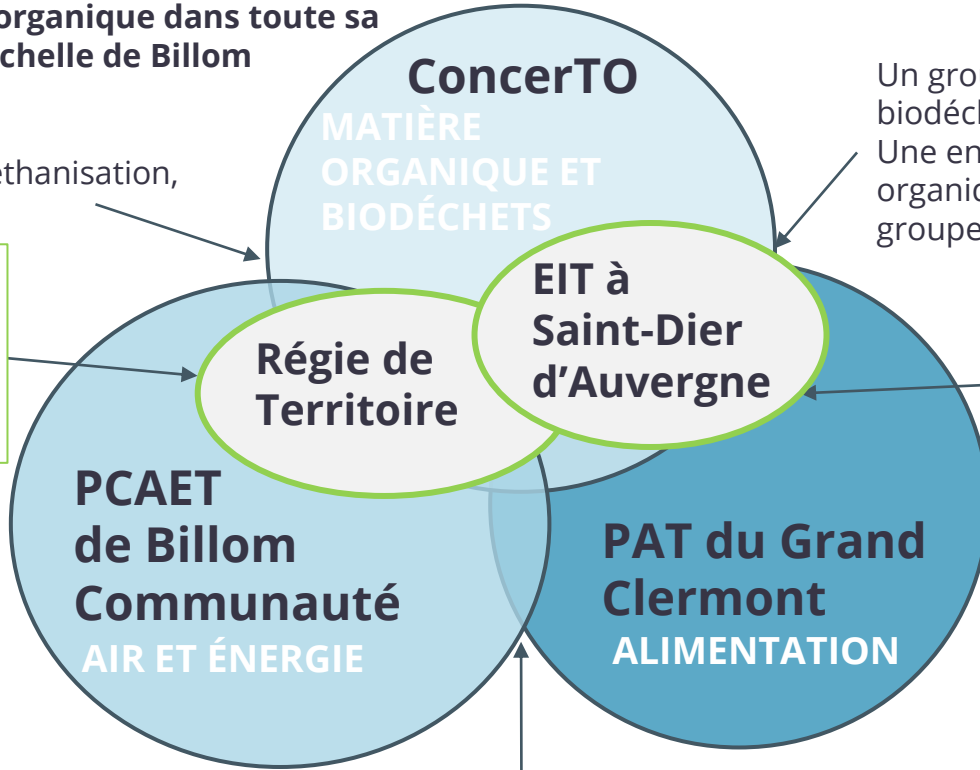 organique dans toute sa
chelle de Billom
ConcerTO
MATIÈRE
ORGANIQUE ET
BIODÉCHETS
éthanisation,
Un gro
biodéch
Une en
organic
groupe
EIT à
Saint-Dier
d'Auvergne
Régie de
Territoire
PCAET
de Billom
Communauté
AIR ET ÉNERGIE
PAT du Grand
Clermont
ALIMENTATION